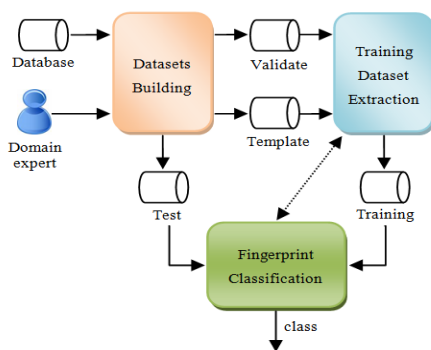 Database
Datasets
Building
Validate
Training
Dataset
Extraction
Domain
expert
Template
Test
Training
Fingerprint
Classification
class